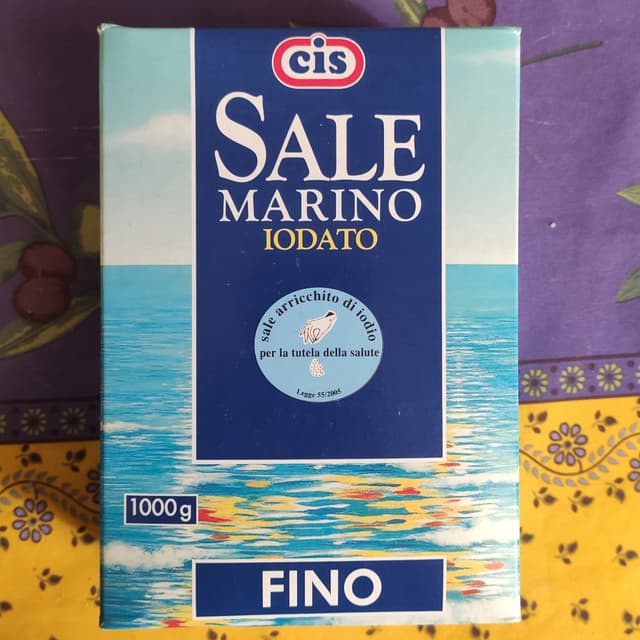 cis
SALE
MARINO
IODATO
sale arricchito di iodio
per la tutela della salute
Legge 55/2005
1000g
FINO